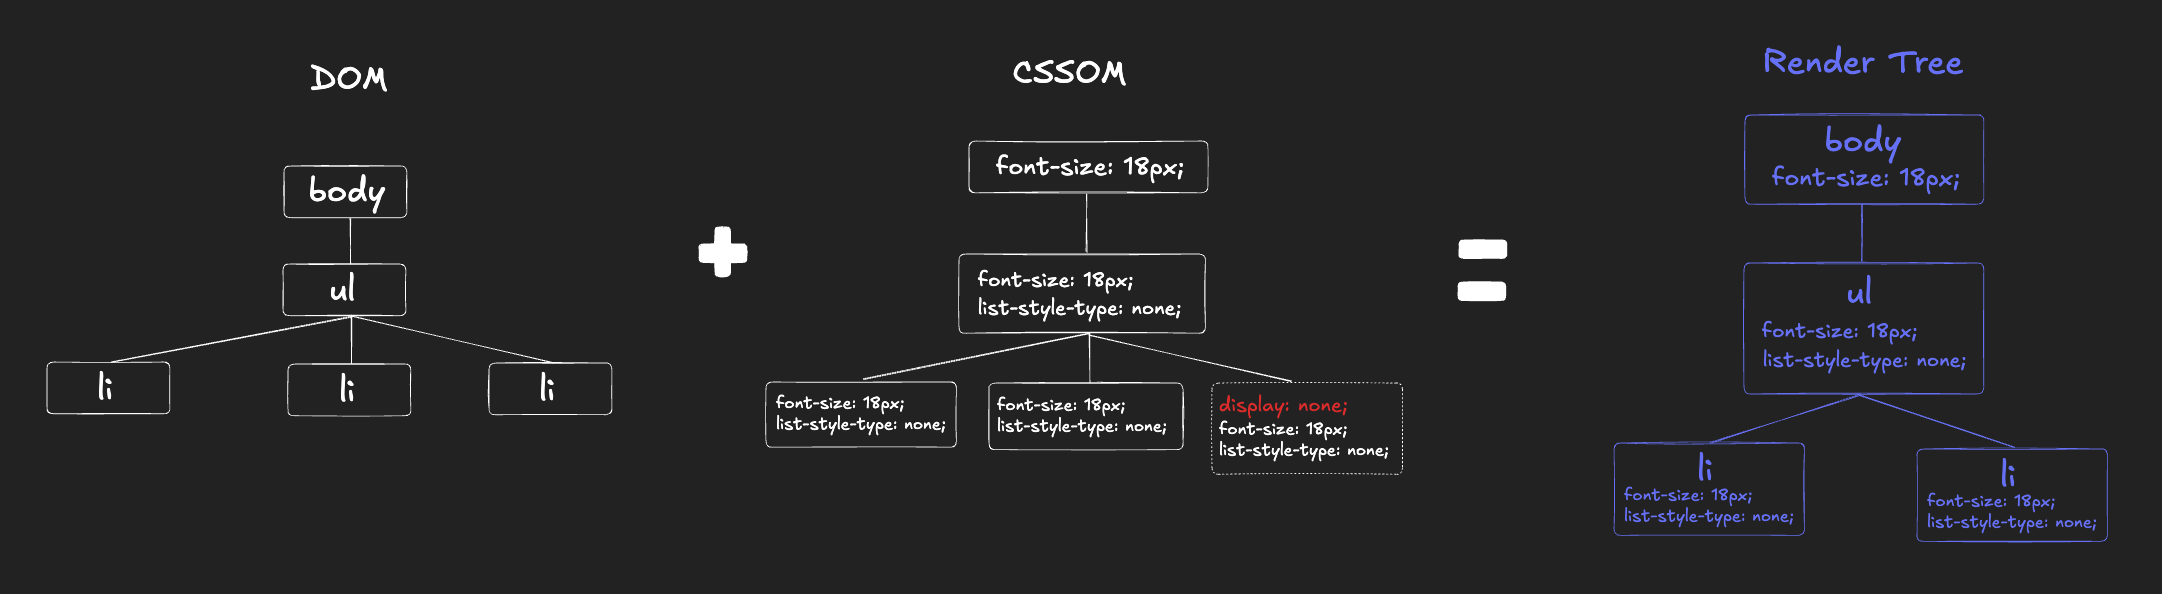 DOM
body
ul
li
li
li
CSSOM
font-size: 18px;
font-size: 18px;
list-style-type: none;
font-size: 18px;
list-style-type: none;
font-size: 18px;
list-style-type: none;
display: none;
font-size: 18px;
list-style-type: none;
Render Tree
body
font-size: 18px;
ul
font-size: 18px;
list-style-type: none;
li
font-size: 18px;
list-style-type: none;
li
font-size: 18px;
list-style-type: none;